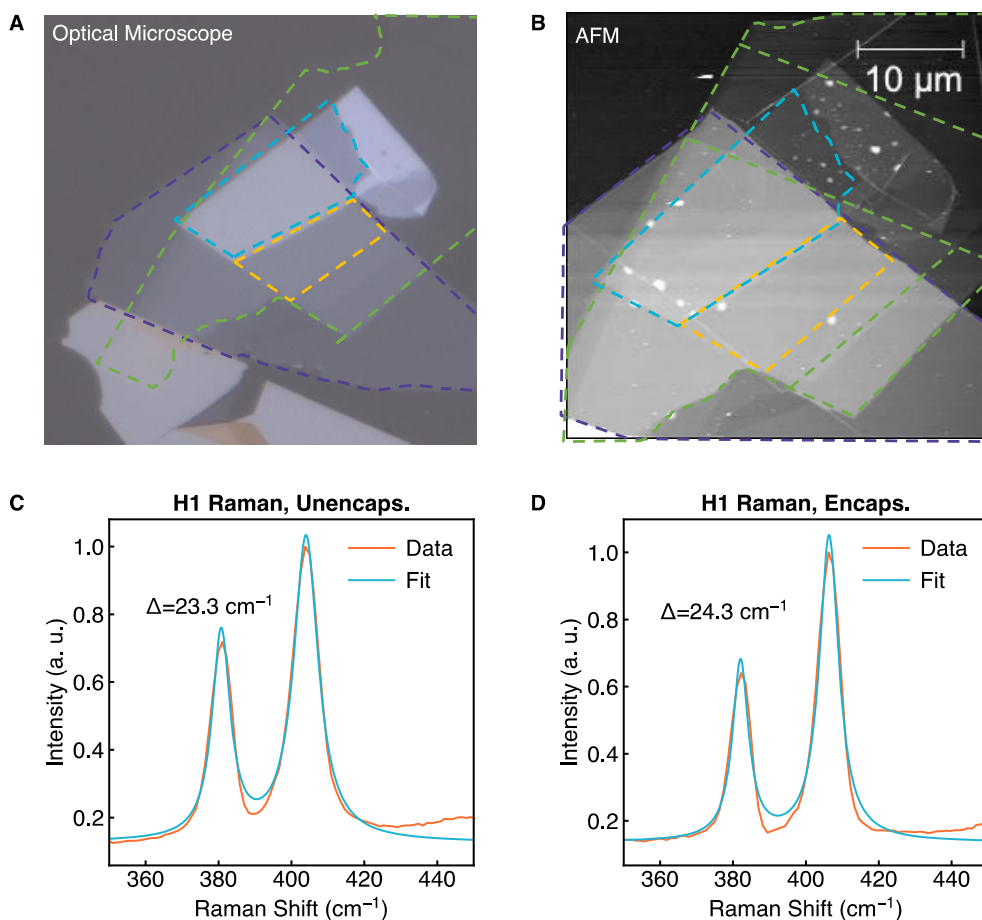 A
Optical Microscope
B
AFM
10 μm
C
H1 Raman, Unencaps.
Intensity (a. u.)
1.0
0.8
0.6
0.4
0.2
Δ=23.3 cm⁻¹
Data
Fit
360
380
400
420
440
Raman Shift (cm⁻¹)
D
H1 Raman, Encaps.
Intensity (a. u.)
1.0
0.8
0.6
0.4
0.2
Δ=24.3 cm⁻¹
Data
Fit
360
380
400
420
440
Raman Shift (cm⁻¹)